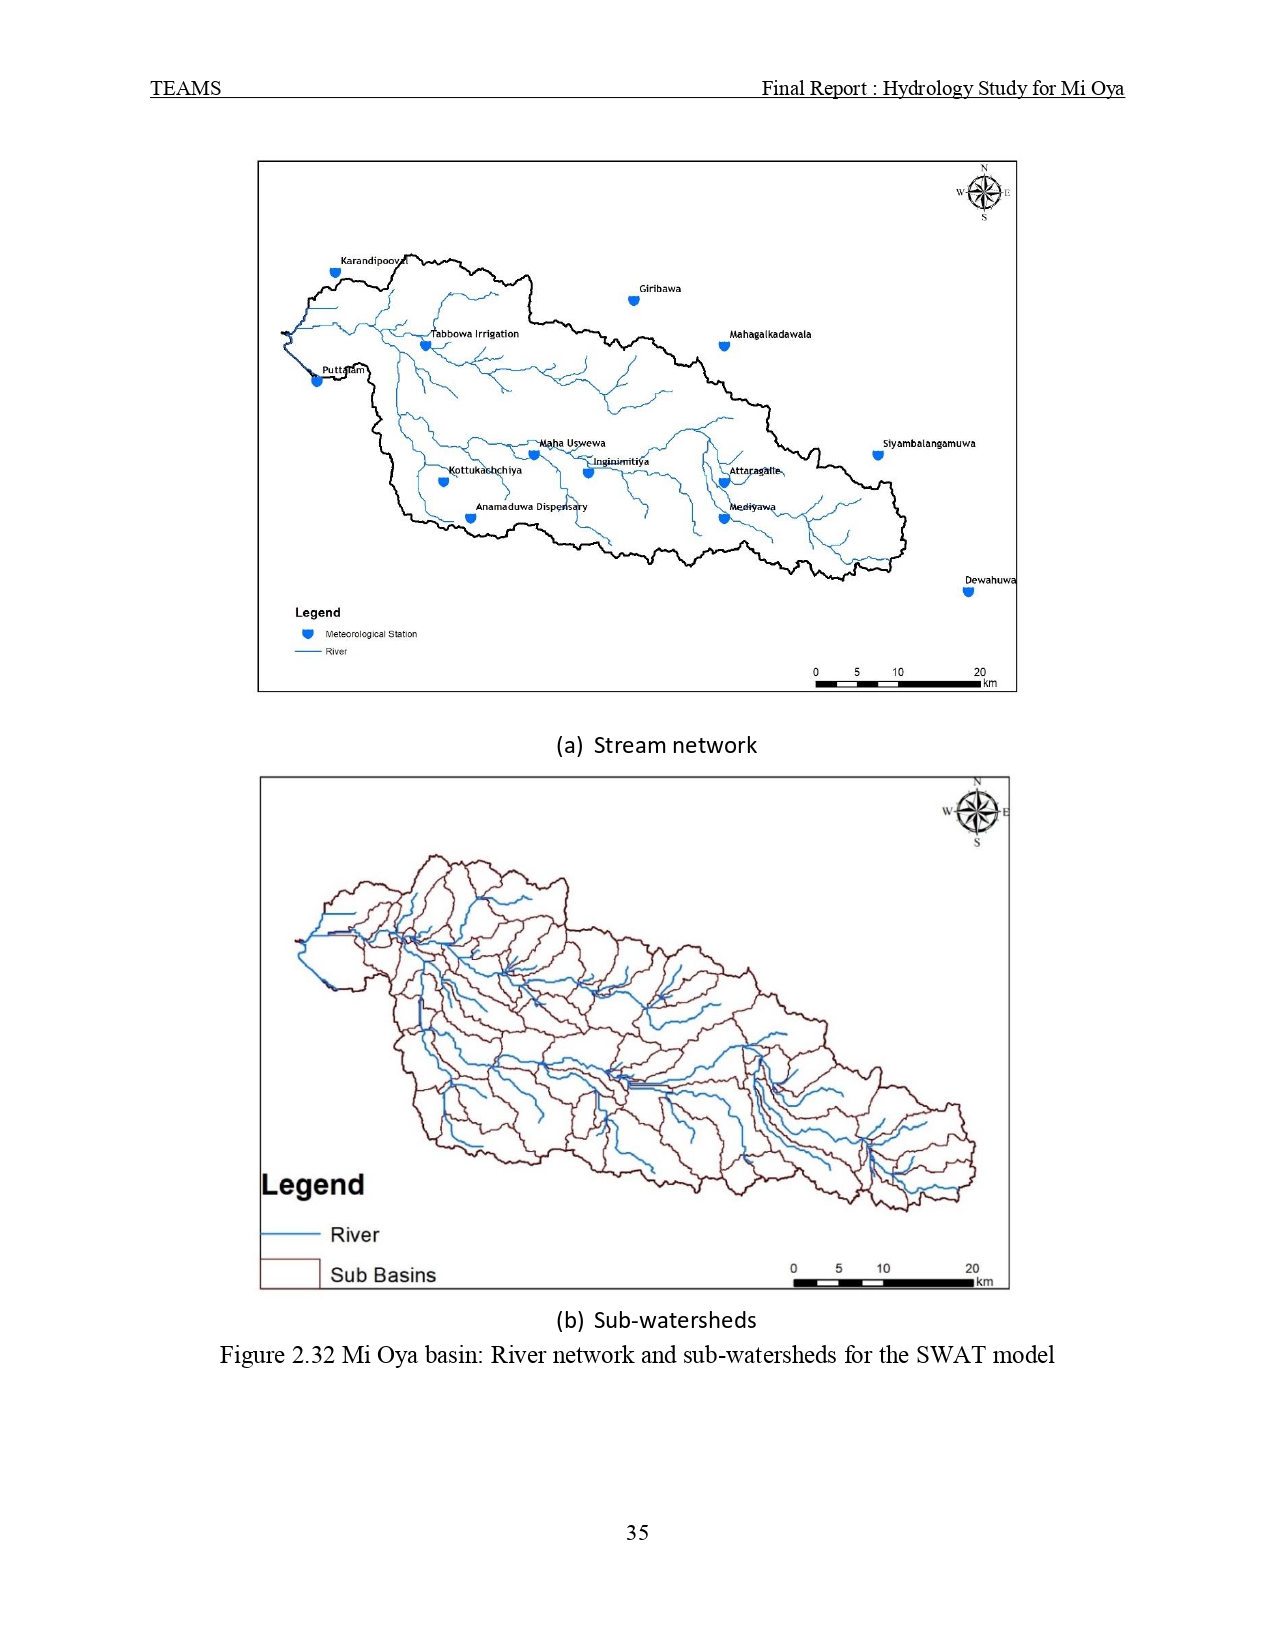 TEAMS Final Report : Hydrology Study for Mi Oya
N
W E
S
Karandipooval
Giribawa
Tabbowa Irrigation
Mahagalkadawala
Puttalam
Maha Uswewa
Siyambalangamuwa
Inginimitiya
Kottukachchiya
Attaragalle
Anamaduwa Dispensary
Mediyawa
Dewahuwa
Legend
Meteorological Station
River
0 5 10 20
km
(a) Stream network
N
W E
S
Legend
River
Sub Basins
0 5 10 20
km
(b) Sub-watersheds
Figure 2.32 Mi Oya basin: River network and sub-watersheds for the SWAT model
35